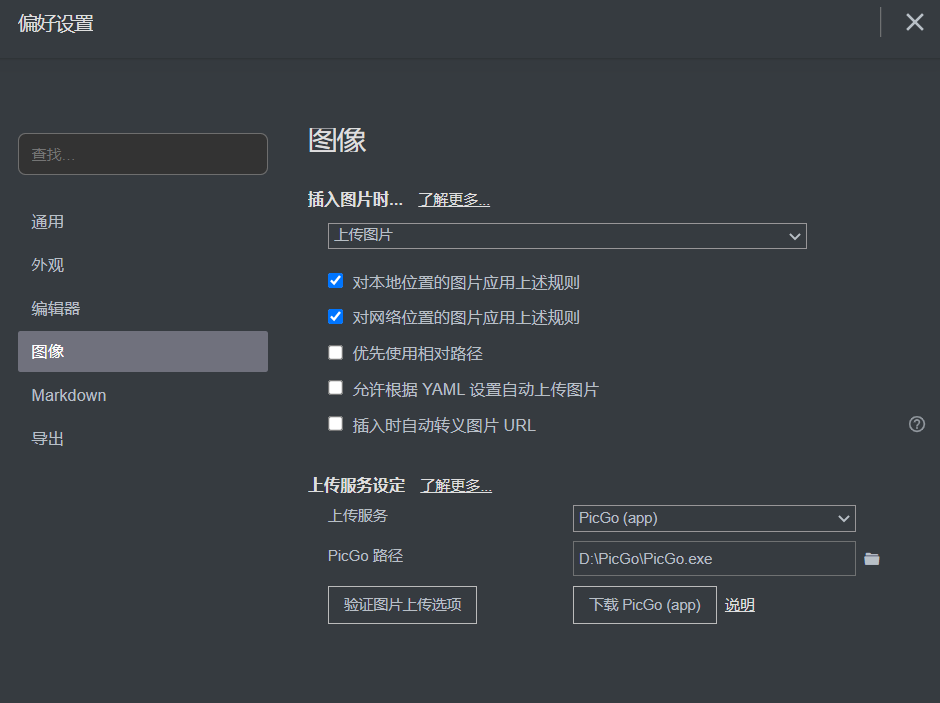 偏好设置
查找...
通用
外观
编辑器
图像
Markdown
导出
图像
插入图片时... 了解更多...
上传图片
对本地位置的图片应用上述规则
对网络位置的图片应用上述规则
优先使用相对路径
允许根据 YAML 设置自动上传图片
插入时自动转义图片 URL
上传服务设定 了解更多...
上传服务 PicGo (app)
PicGo 路径 D:\PicGo\PicGo.exe
验证图片上传选项 下载 PicGo (app) 说明